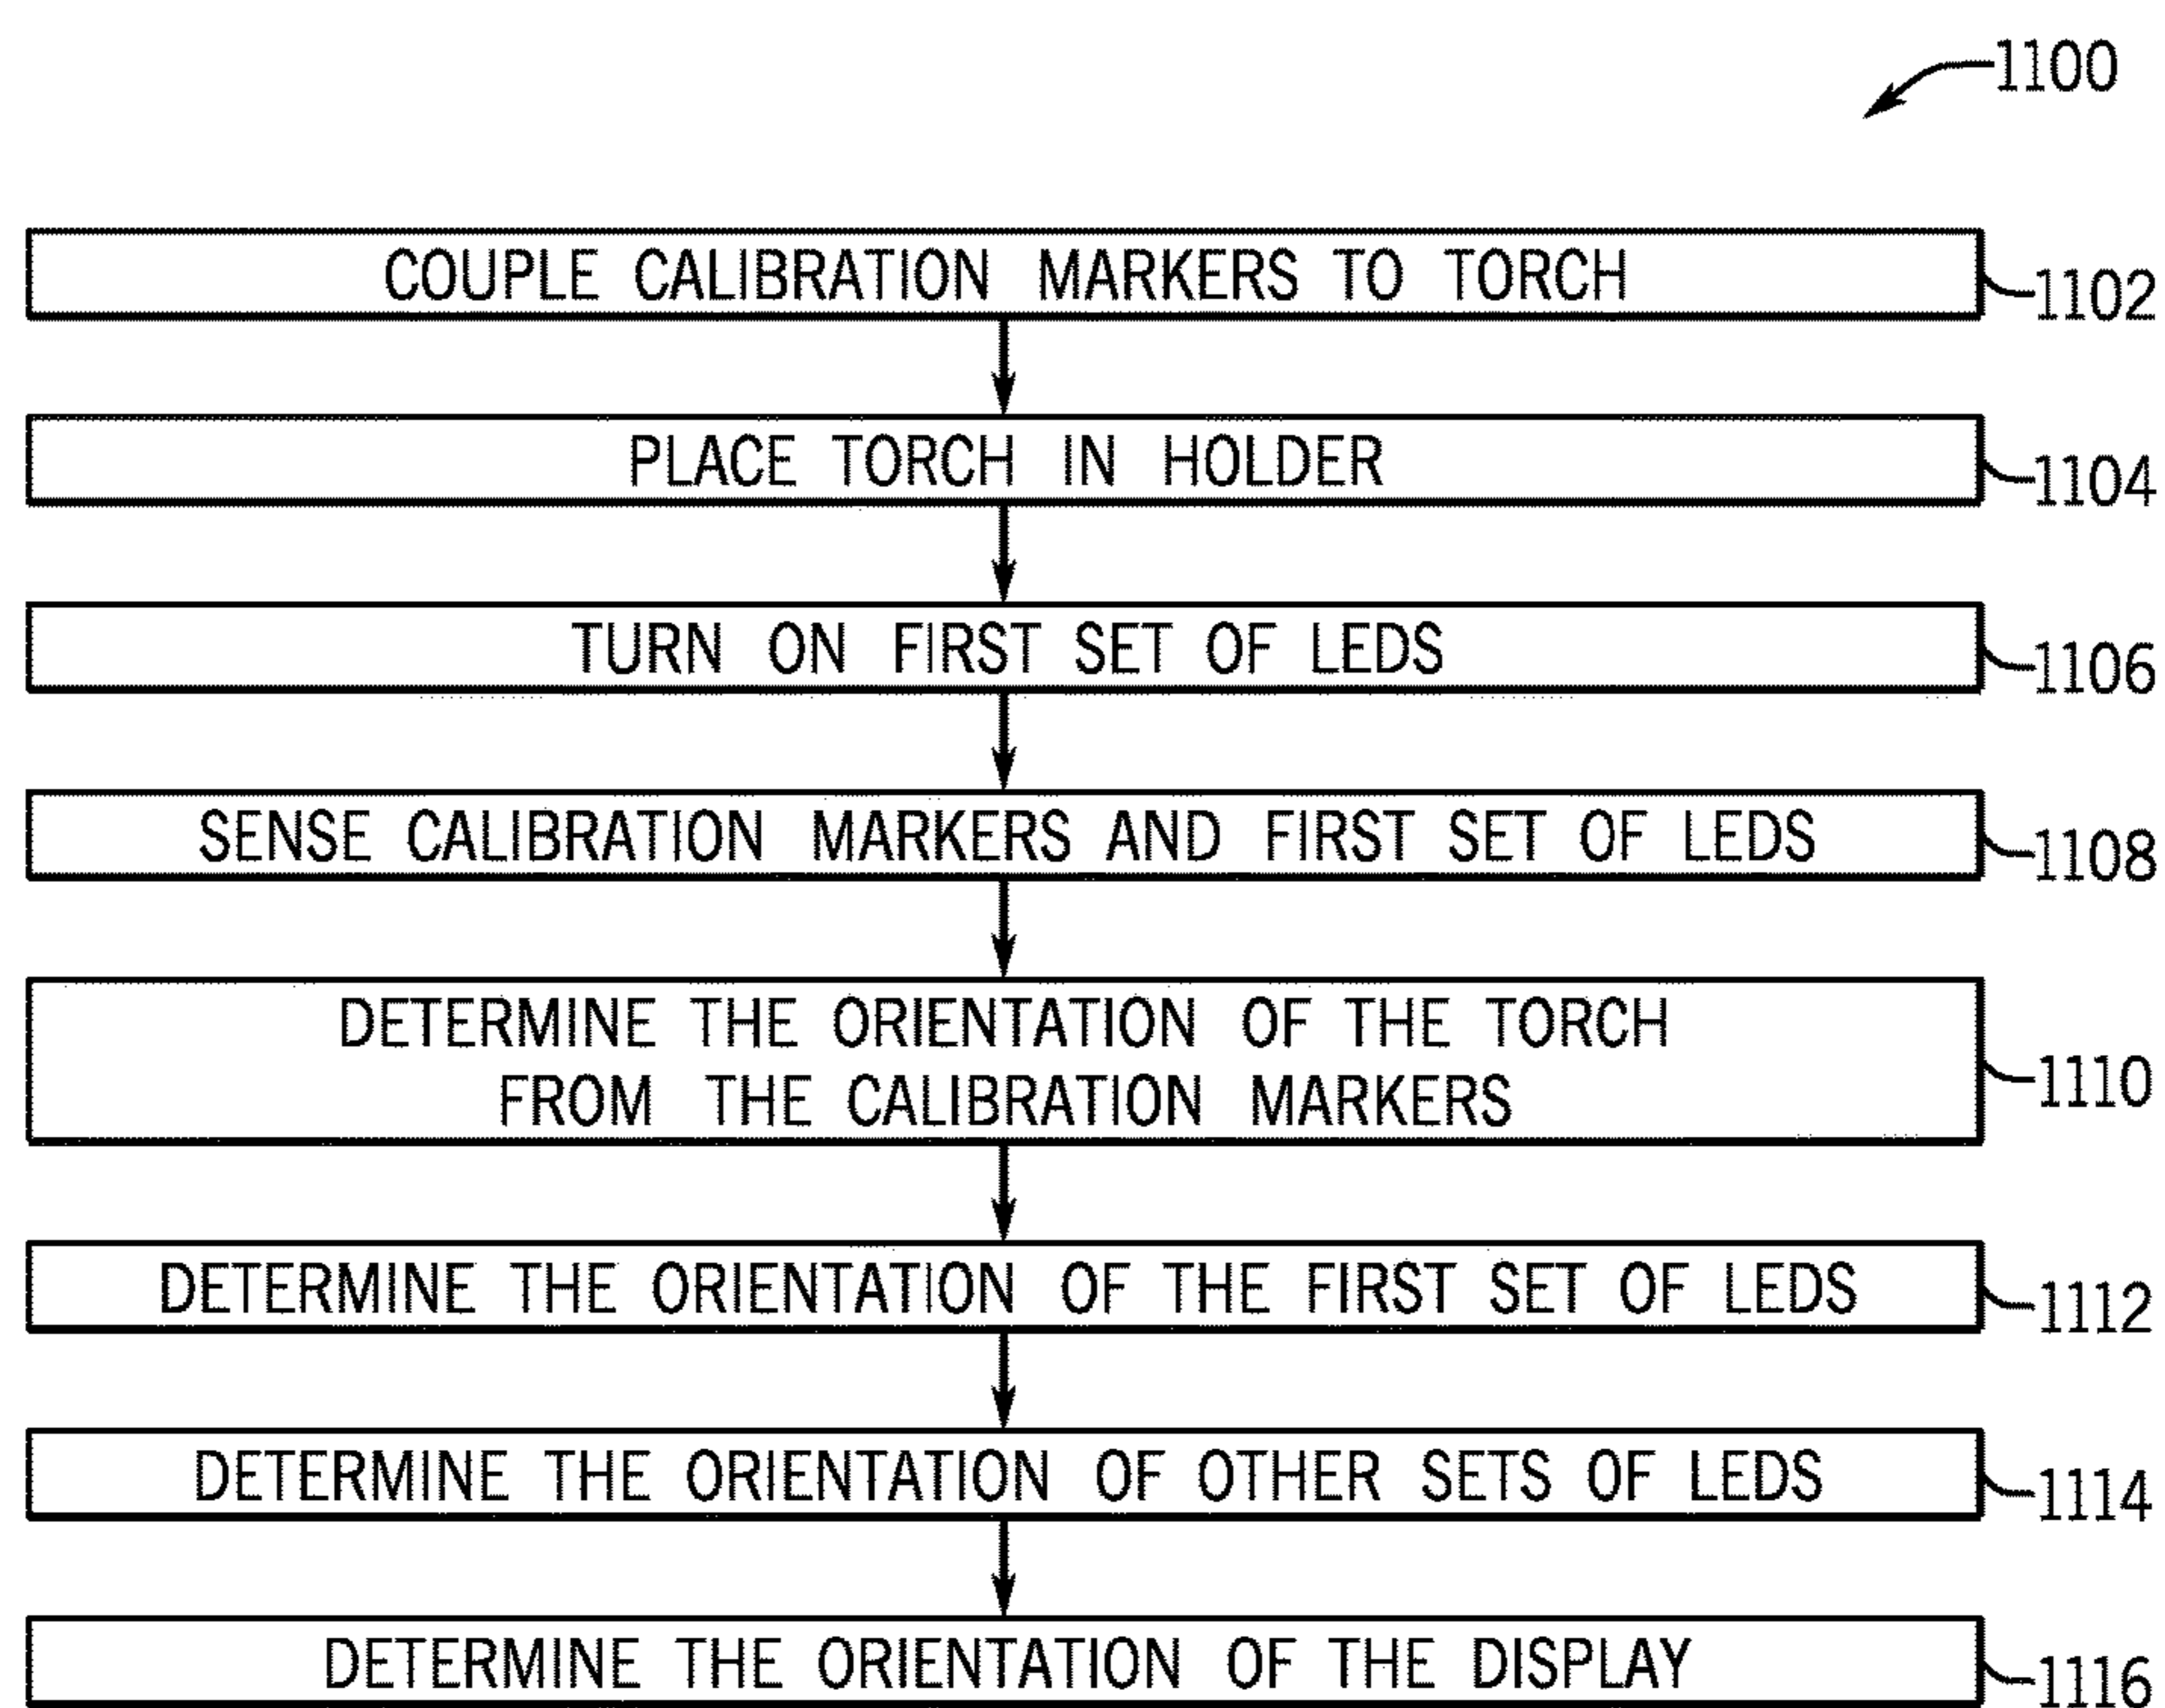 1100
COUPLE CALIBRATION MARKERS TO TORCH
1102
PLACE TORCH IN HOLDER
1104
TURN ON FIRST SET OF LEDS
1106
SENSE CALIBRATION MARKERS AND FIRST SET OF LEDS
1108
DETERMINE THE ORIENTATION OF THE TORCH
FROM THE CALIBRATION MARKERS
1110
DETERMINE THE ORIENTATION OF THE FIRST SET OF LEDS
1112
DETERMINE THE ORIENTATION OF OTHER SETS OF LEDS
1114
DETERMINE THE ORIENTATION OF THE DISPLAY
1116